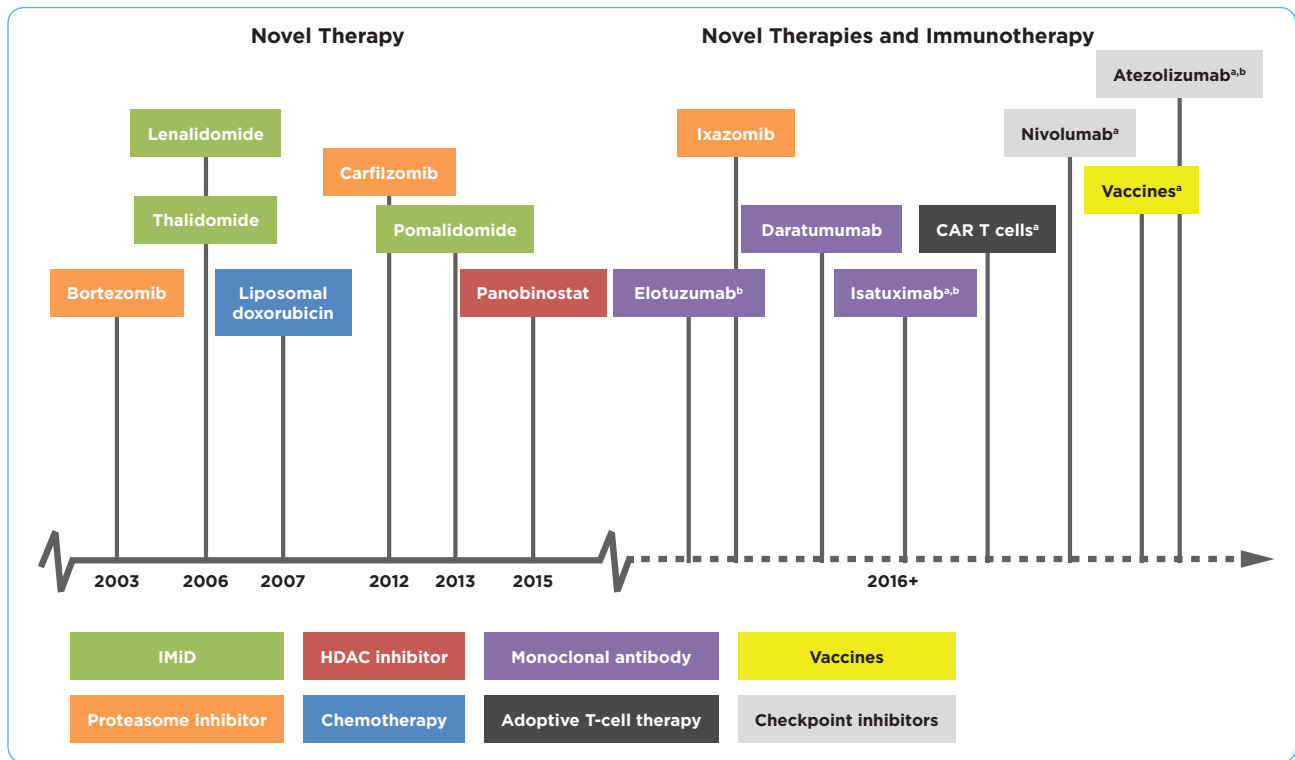 Novel Therapy
Novel Therapies and Immunotherapy
Atezolizumabᵃ,ᵇ
Lenalidomide
Ixazomib
Nivolumabᵃ
Carfilzomib
Vaccinesᵃ
Thalidomide
Pomalidomide
Daratumumab
CAR T cellsᵃ
Bortezomib
Liposomal
doxorubicin
Panobinostat
Elotuzumabᵇ
Isatuximabᵃ,ᵇ
2003
2006
2007
2012
2013
2015
2016+
IMiD
HDAC inhibitor
Monoclonal antibody
Vaccines
Proteasome inhibitor
Chemotherapy
Adoptive T-cell therapy
Checkpoint inhibitors